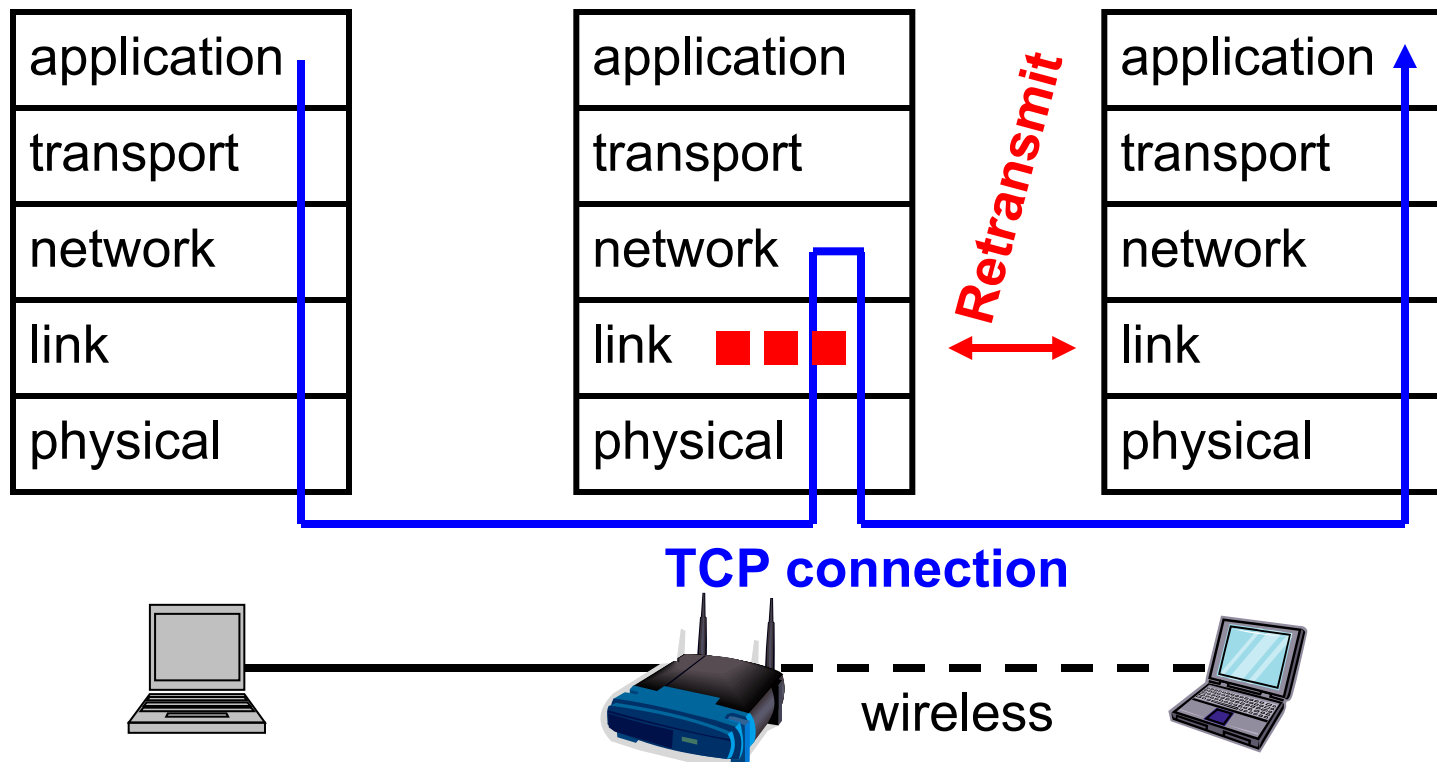 application
transport
network
link
physical
application
transport
network
link
physical
Retransmit
application
transport
network
link
physical
TCP connection
wireless